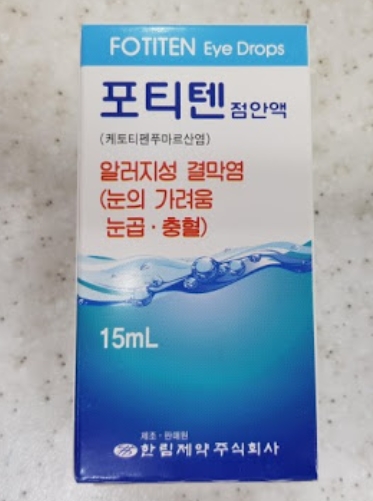 FOTITEN Eye Drops
포티텐 점안액
(케토티펜푸마르산염)
알러지성 결막염
(눈의 가려움
눈곱·충혈)
15mL
제조·판매원
한림제약주식회사